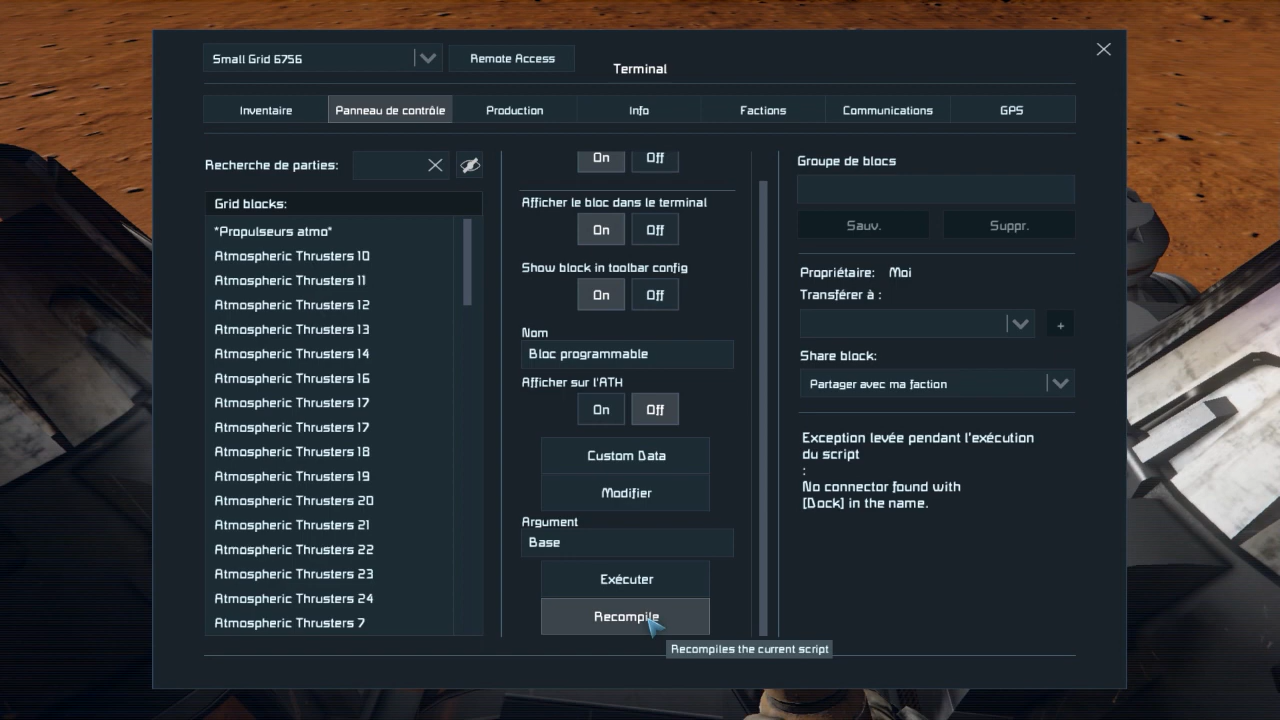 Small Grid 6756
Remote Access
Terminal
Inventaire
Panneau de contrôle
Production
Info
Factions
Communications
GPS
Recherche de parties:
Grid blocks:
*Propulseurs atmo*
Atmospheric Thrusters 10
Atmospheric Thrusters 11
Atmospheric Thrusters 12
Atmospheric Thrusters 13
Atmospheric Thrusters 14
Atmospheric Thrusters 16
Atmospheric Thrusters 17
Atmospheric Thrusters 17
Atmospheric Thrusters 18
Atmospheric Thrusters 19
Atmospheric Thrusters 20
Atmospheric Thrusters 21
Atmospheric Thrusters 22
Atmospheric Thrusters 23
Atmospheric Thrusters 24
Atmospheric Thrusters 7
On Off
Afficher le bloc dans le terminal
On Off
Show block in toolbar config
On Off
Nom
Bloc programmable
Afficher sur l'ATH
On Off
Custom Data
Modifier
Argument
Base
Exécuter
Recompile
Recompiles the current script
Groupe de blocs
Sauv. Suppr.
Propriétaire: Moi
Transférer à :
+
Share block:
Partager avec ma faction
Exception levée pendant l'exécution
du script
:
No connector found with
[Dock] in the name.